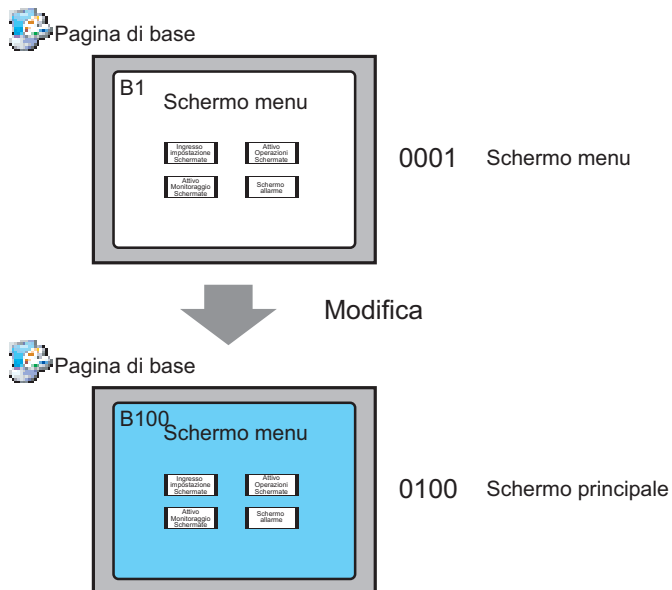 Pagina di base
B1
Schermo menu
Ingresso
impostazione
Schermate
Attivo
Operazioni
Schermate
Attivo
Monitoraggio
Schermate
Schermo
allarme
0001 Schermo menu
Modifica
Pagina di base
B100
Schermo menu
Ingresso
impostazione
Schermate
Attivo
Operazioni
Schermate
Attivo
Monitoraggio
Schermate
Schermo
allarme
0100 Schermo principale